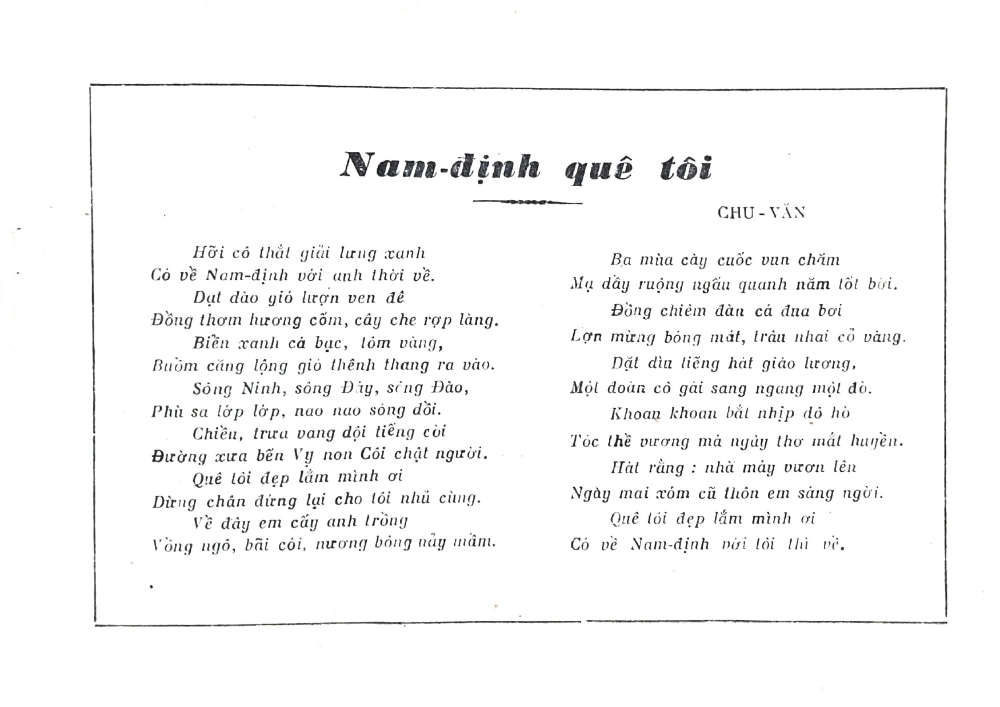 Nam-định quê tôi
CHU-VĂN
Hỡi cô thắt giải lưng xanh
Có về Nam-định với anh thời về.
Dạt dào gió lượn ven đê
Đồng thơm hương cốm, cây che rợp làng.
Biển xanh cá bạc, tôm vàng,
Buồm căng lộng gió thênh thang ra vào.
Sông Ninh, sông Đáy, sông Đào,
Phù sa lớp lớp, nao nao sóng dồi.
Chiều, trưa vang dội tiếng còi
Đường xưa bến Vỵ non Côi chật người.
Quê tôi đẹp lắm mình ơi
Dừng chân đứng lại cho tôi nhủ cùng.
Về đây em cấy anh trồng
Vồng ngô, bãi cói, nương bông nảy mầm.
Ba mùa cày cuốc vun chăm
Mạ dầy ruộng ngấu quanh năm tốt bời.
Đồng chiêm đàn cá đua bơi
Lợn mừng bóng mát, trâu nhai cỏ vàng.
Dặt dìu tiếng hát giáo lương,
Một đoàn cô gái sang ngang một đò.
Khoan khoan bắt nhịp dô hò
Tóc thề vương má ngày thơ mắt huyền.
Hát rằng : nhà máy vươn lên
Ngày mai xóm cũ thôn em sáng ngời.
Quê tôi đẹp lắm mình ơi
Có về Nam-định với tôi thì về.